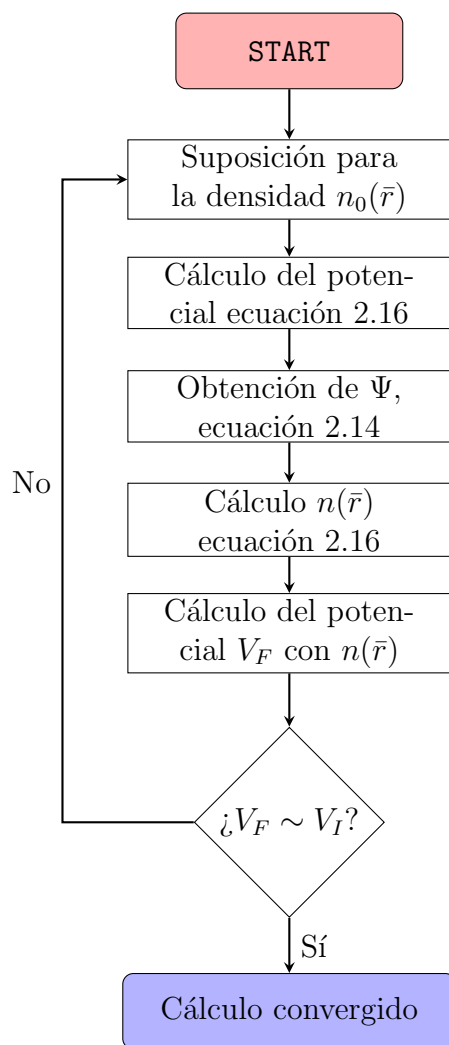 START
Suposición para
la densidad n₀(r̄)
Cálculo del poten-
cial ecuación 2.16
Obtención de Ψ,
ecuación 2.14
No
Cálculo n(r̄)
ecuación 2.16
Cálculo del poten-
cial V_F con n(r̄)
¿V_F ∼ V_I?
Sí
Cálculo convergido